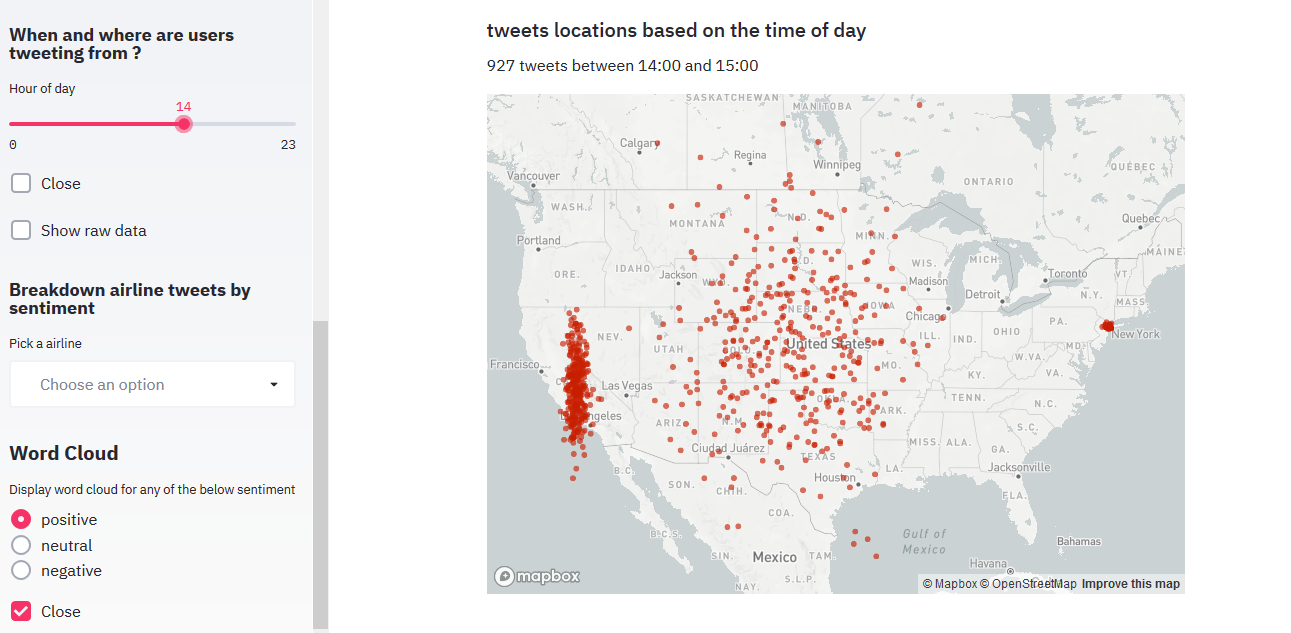 When and where are users
tweeting from ?
Hour of day
14
0
23
Close
Show raw data
Breakdown airline tweets by
sentiment
Pick a airline
Choose an option
Word Cloud
Display word cloud for any of the below sentiment
positive
neutral
negative
Close
tweets locations based on the time of day
927 tweets between 14:00 and 15:00
SASKATCHEWAN
MANITOBA
Calgary
Regina
Winnipeg
Vancouver
ONTARIO
QUÉBEC
WASH.
MONTANA
N.D.
Quebec
Portland
MINN.
MAINE
ORE.
IDAHO
Jackson
WIS.
MICH.
Toronto
VT.
Madison
Detroit
N.Y.
MASS.
NEB.
IOWA
Chicago
NEV.
ILL.
IND.
OHIO
PA.
New York
UTAH
United States
MD.
Francisco
MO.
W.VA.
Las Vegas
KY.
VA.
OKLA.
TENN.
N.C.
ngeles
ARIZ.
N.M.
ARK.
S.C.
MISS.
ALA.
GA.
Ciudad Juárez
TEXAS
B.C.
SON.
CHIH.
Houston
LA.
Jacksonville
FLA.
COA.
B.C.S.
Gulf of
Mexico
Bahamas
SIN.
Mexico
TAM.
Havana
mapbox
NAY.
S.L.P.
© Mapbox © OpenStreetMap Improve this map